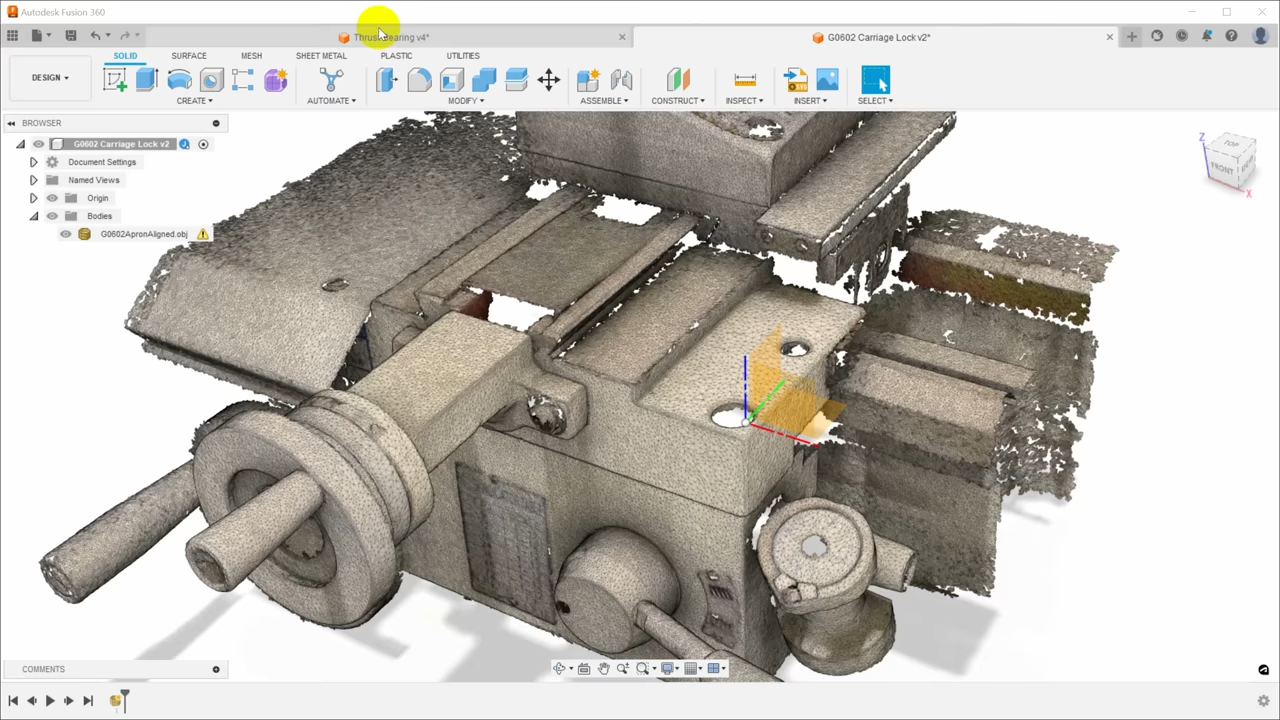 Autodesk Fusion 360
Thrust Bearing v4*
G0602 Carriage Lock v2*
SOLID SURFACE MESH SHEET METAL PLASTIC UTILITIES
DESIGN
CREATE AUTOMATE MODIFY ASSEMBLE CONSTRUCT INSPECT INSERT SELECT
BROWSER
G0602 Carriage Lock v2
Document Settings
Named Views
Origin
Bodies
G0602ApronAligned.obj
TOP
FRONT
Z
X
COMMENTS